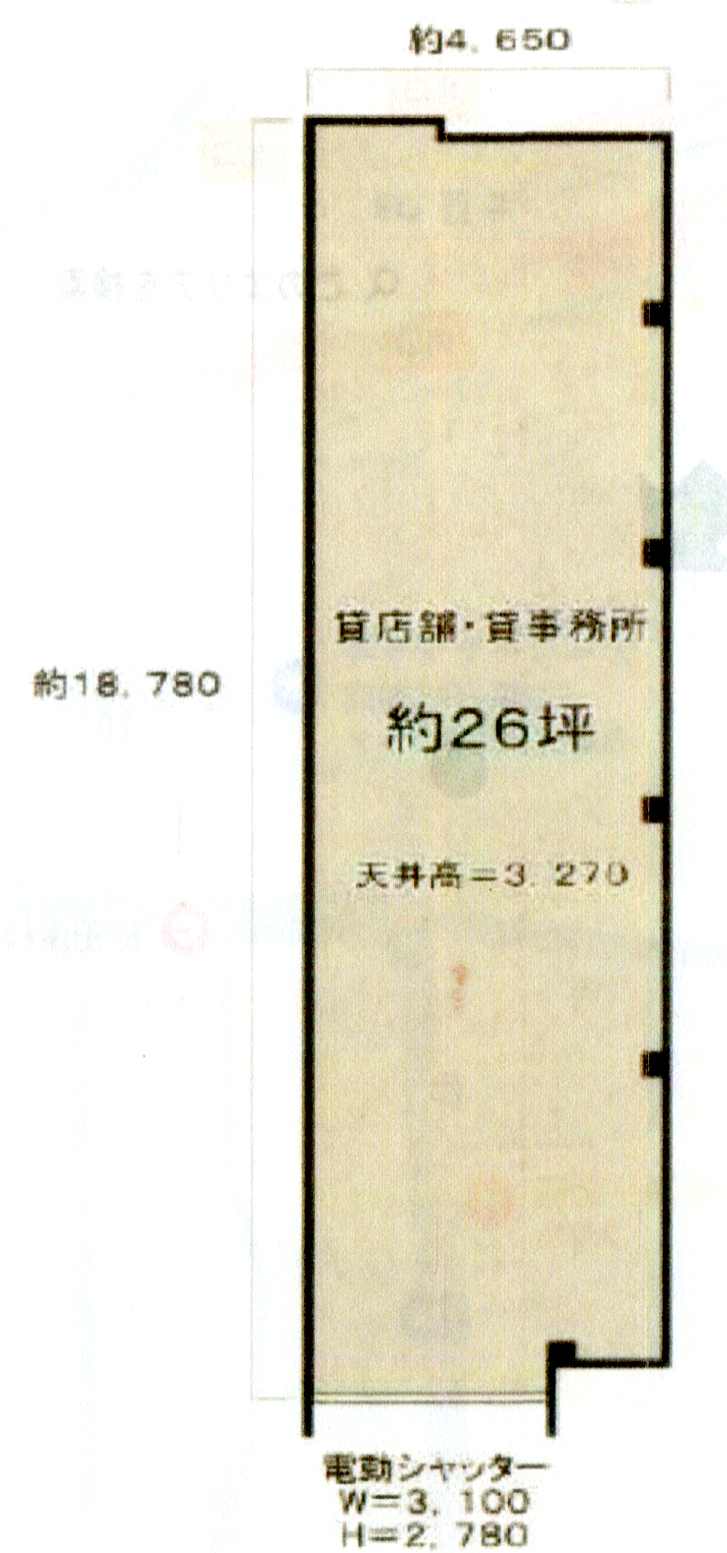 約4,650
約18,780
貸店舗・貸事務所
約26坪
天井高=3,270
電動シャッター
W=3,100
H=2,780